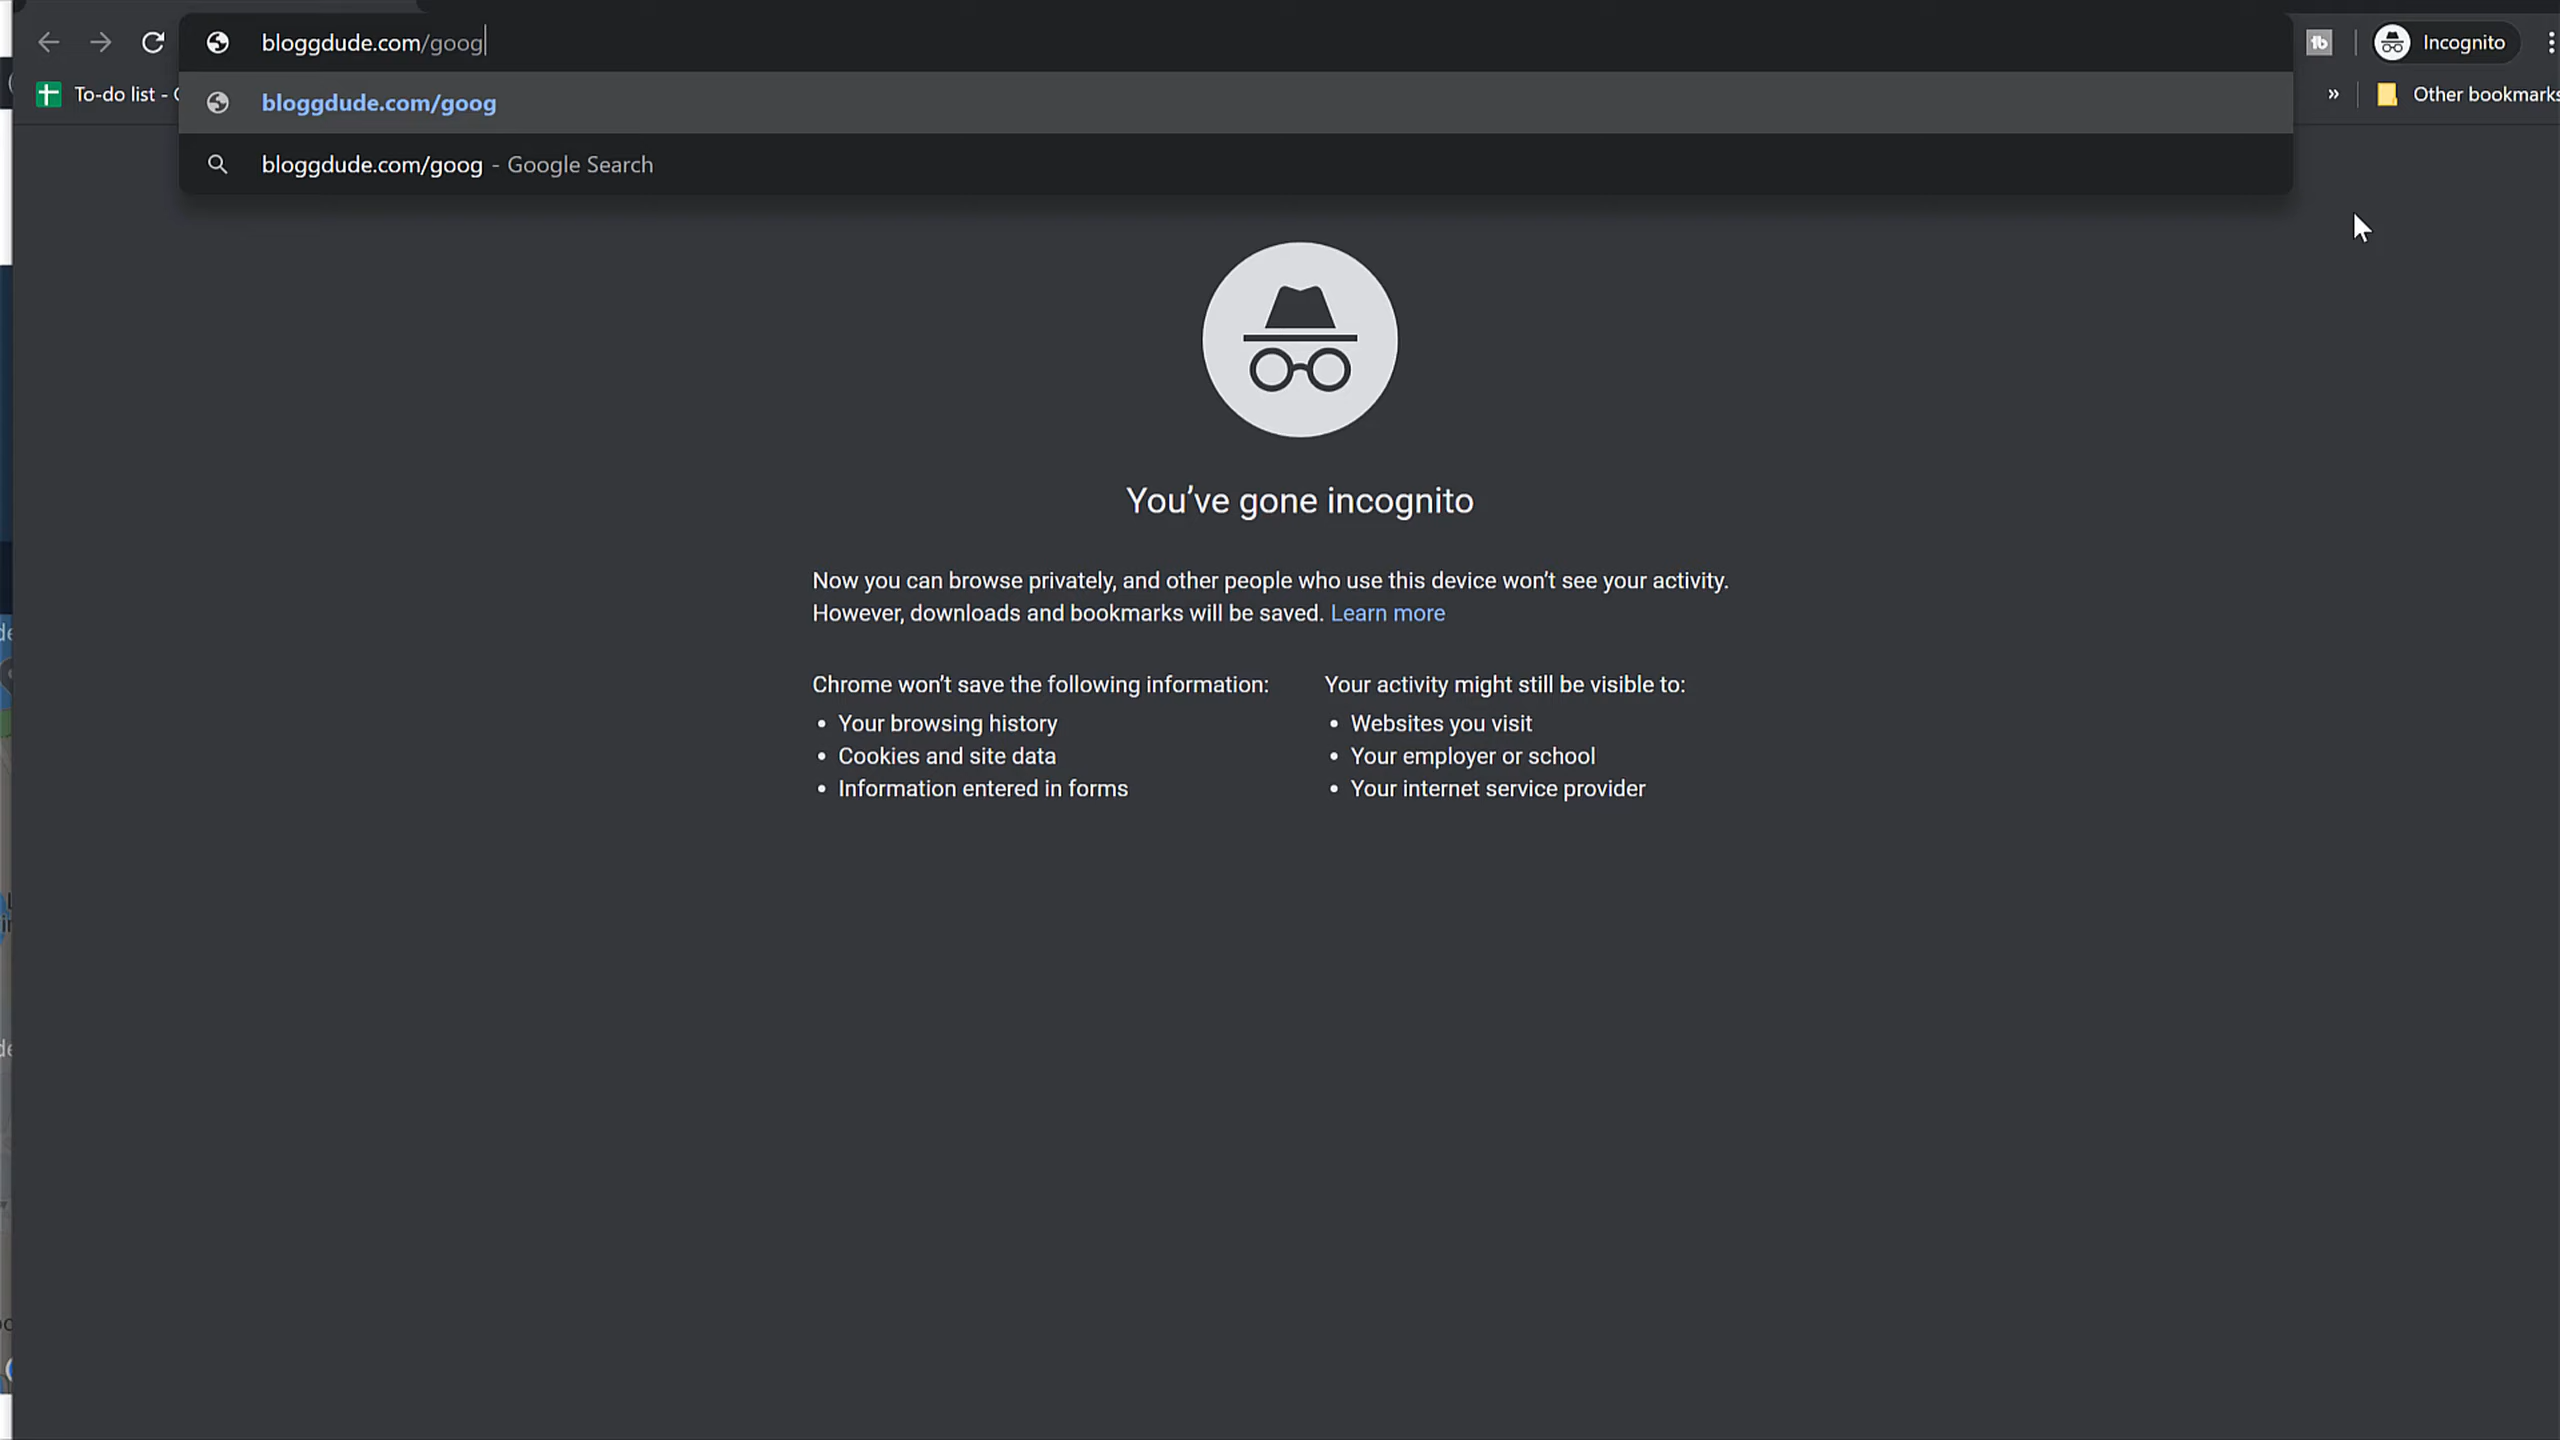 bloggdude.com/goog
tb
Incognito
To-do list -
»
Other bookmarks
bloggdude.com/goog
bloggdude.com/goog - Google Search
You've gone incognito
Now you can browse privately, and other people who use this device won't see your activity.
However, downloads and bookmarks will be saved. Learn more
Chrome won't save the following information:
• Your browsing history
• Cookies and site data
• Information entered in forms
Your activity might still be visible to:
• Websites you visit
• Your employer or school
• Your internet service provider